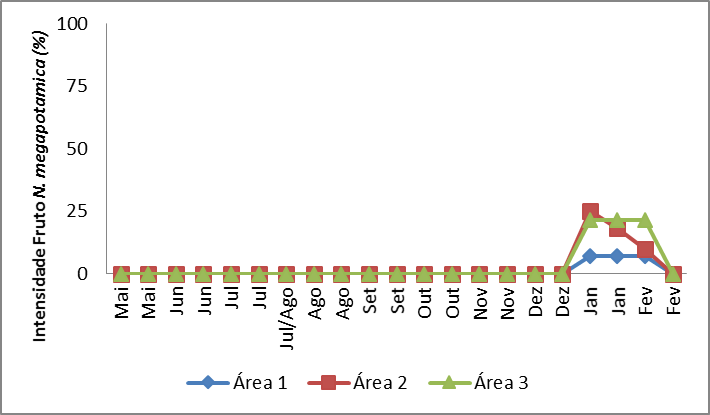 Intensidade Fruto N. megapotamica (%)
100
75
50
25
0
Mai
Mai
Jun
Jun
Jul
Jul
Jul/Ago
Ago
Ago
Set
Set
Out
Out
Nov
Nov
Dez
Dez
Jan
Jan
Fev
Fev
Área 1
Área 2
Área 3